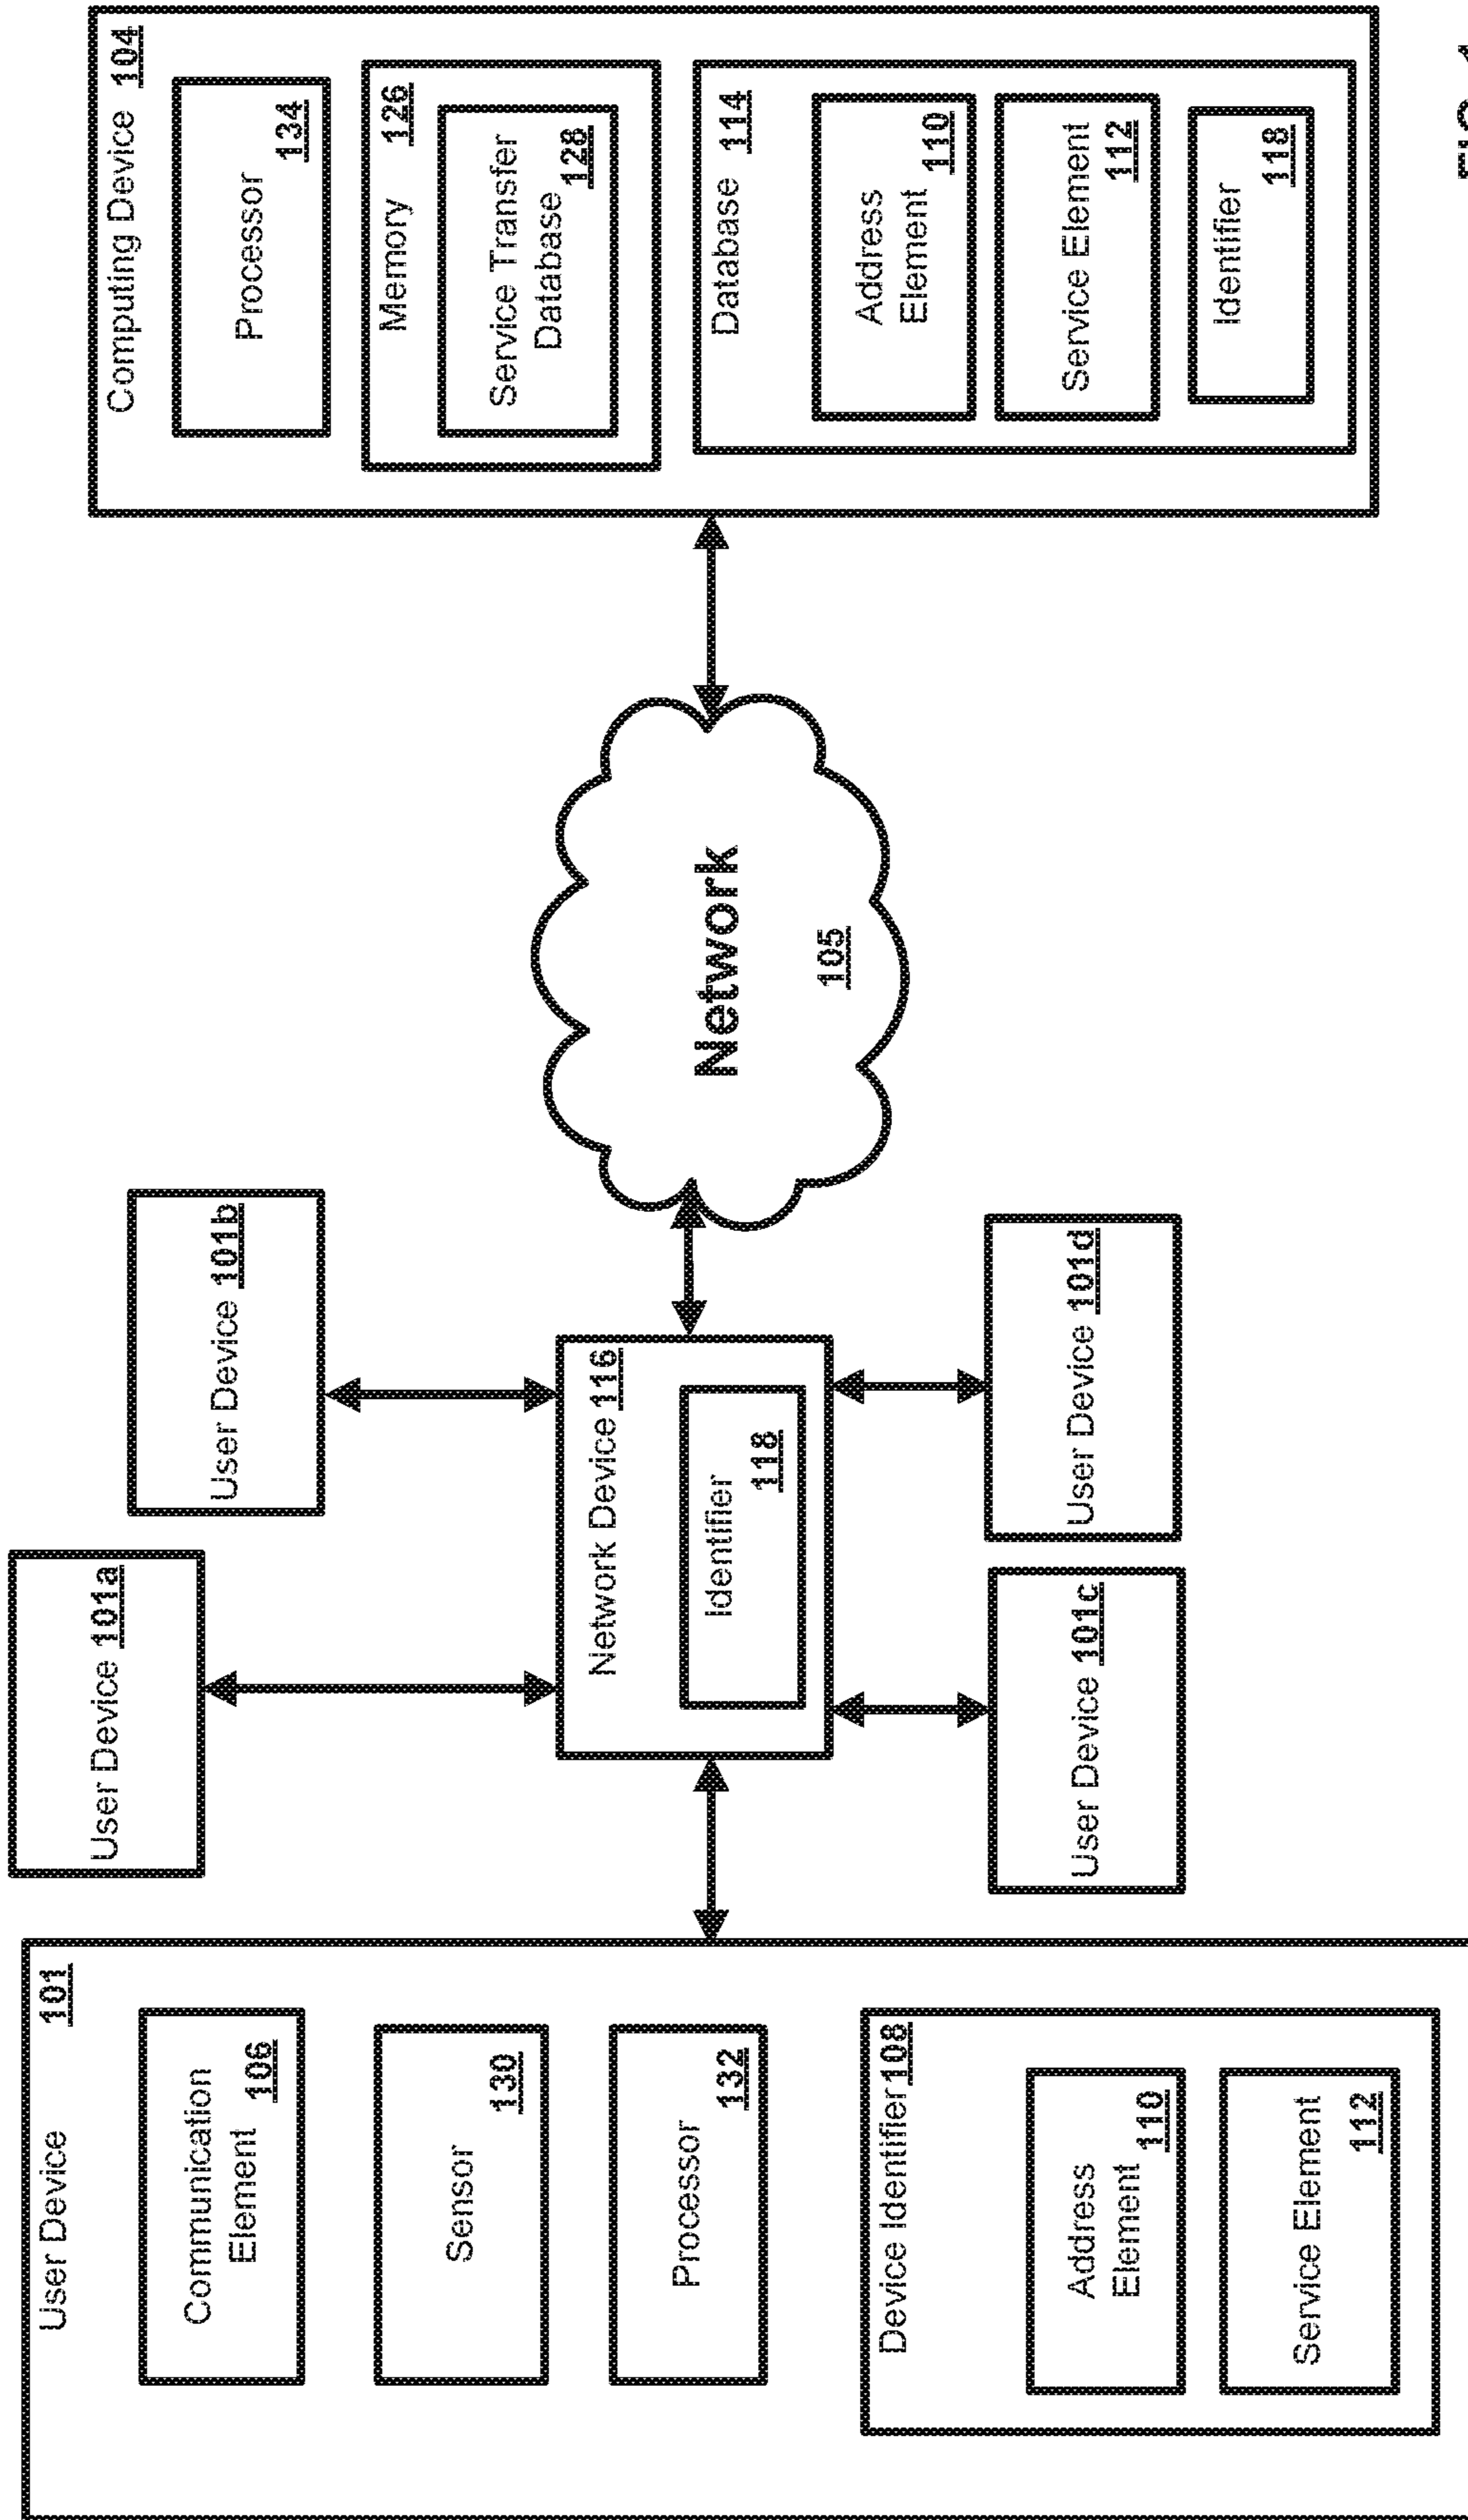 User Device 101
Communication
Element 106
Sensor
130
Processor
132
Device Identifier 108
Address
Element 110
Service Element
112
User Device 101a
User Device 101b
Network Device 116
Identifier
118
User Device 101c
User Device 101d
Network
105
Computing Device 104
Processor
134
Memory 126
Service Transfer
Database
128
Database 114
Address
Element 110
Service Element
112
Identifier
118